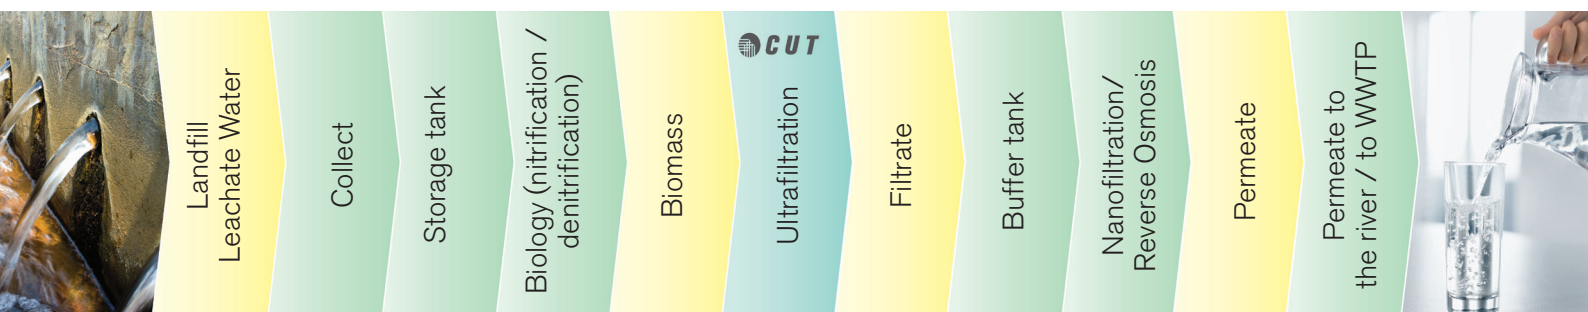 Landfill
Leachate Water
Collect
Storage tank
Biology (nitrification /
denitrification)
Biomass
CUT
Ultrafiltration
Filtrate
Buffer tank
Nanofiltration/
Reverse Osmosis
Permeate
Permeate to
the river / to WWTP